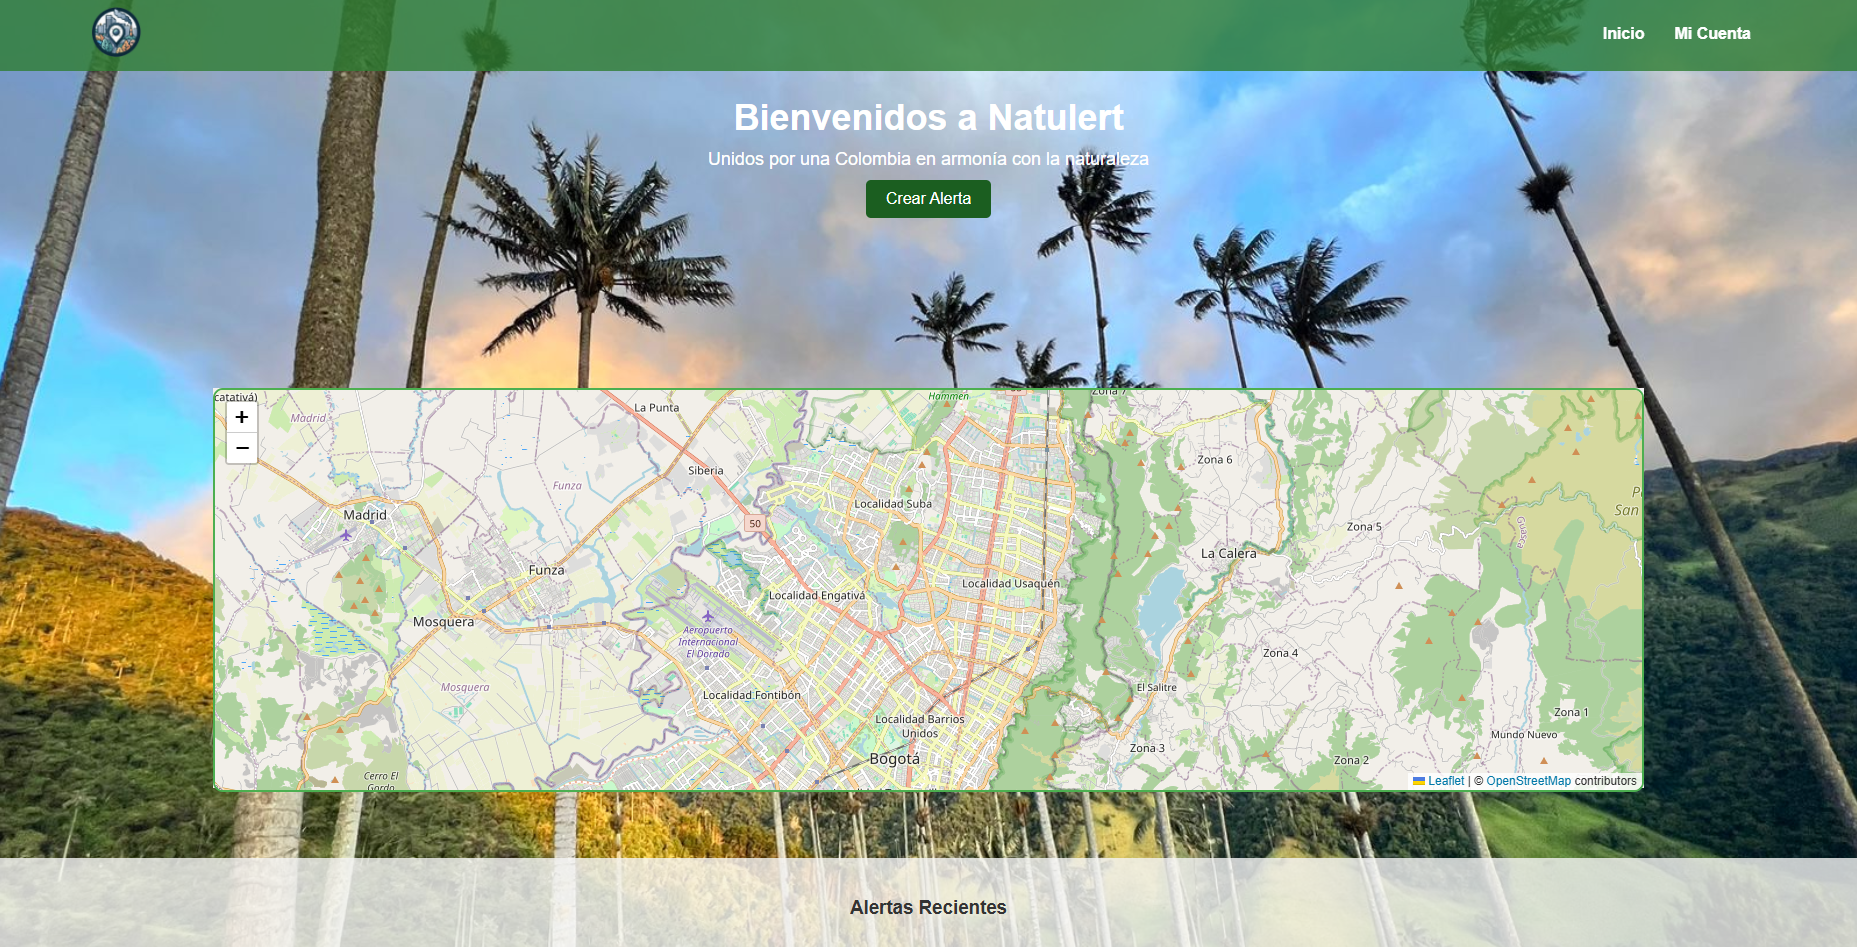 Inicio Mi Cuenta
Bienvenidos a Natulert
Unidos por una Colombia en armonía con la naturaleza
Crear Alerta
catativá)
+
−
Madrid
La Punta
Hammen
Zona 7
Siberia
Zona 6
Funza
Localidad Suba
Madrid
50
Zona 5
San
Guasca
La Calera
Funza
Localidad Usaquén
Localidad Engativá
Mosquera
Aeropuerto
Internacional
El Dorado
Zona 4
Mosquera
Localidad Fontibón
El Salitre
Localidad Barrios
Unidos
Zona 1
Mundo Nuevo
Zona 3
Bogotá
Zona 2
Cerro El
Gordo
Leaflet | © OpenStreetMap contributors
Alertas Recientes